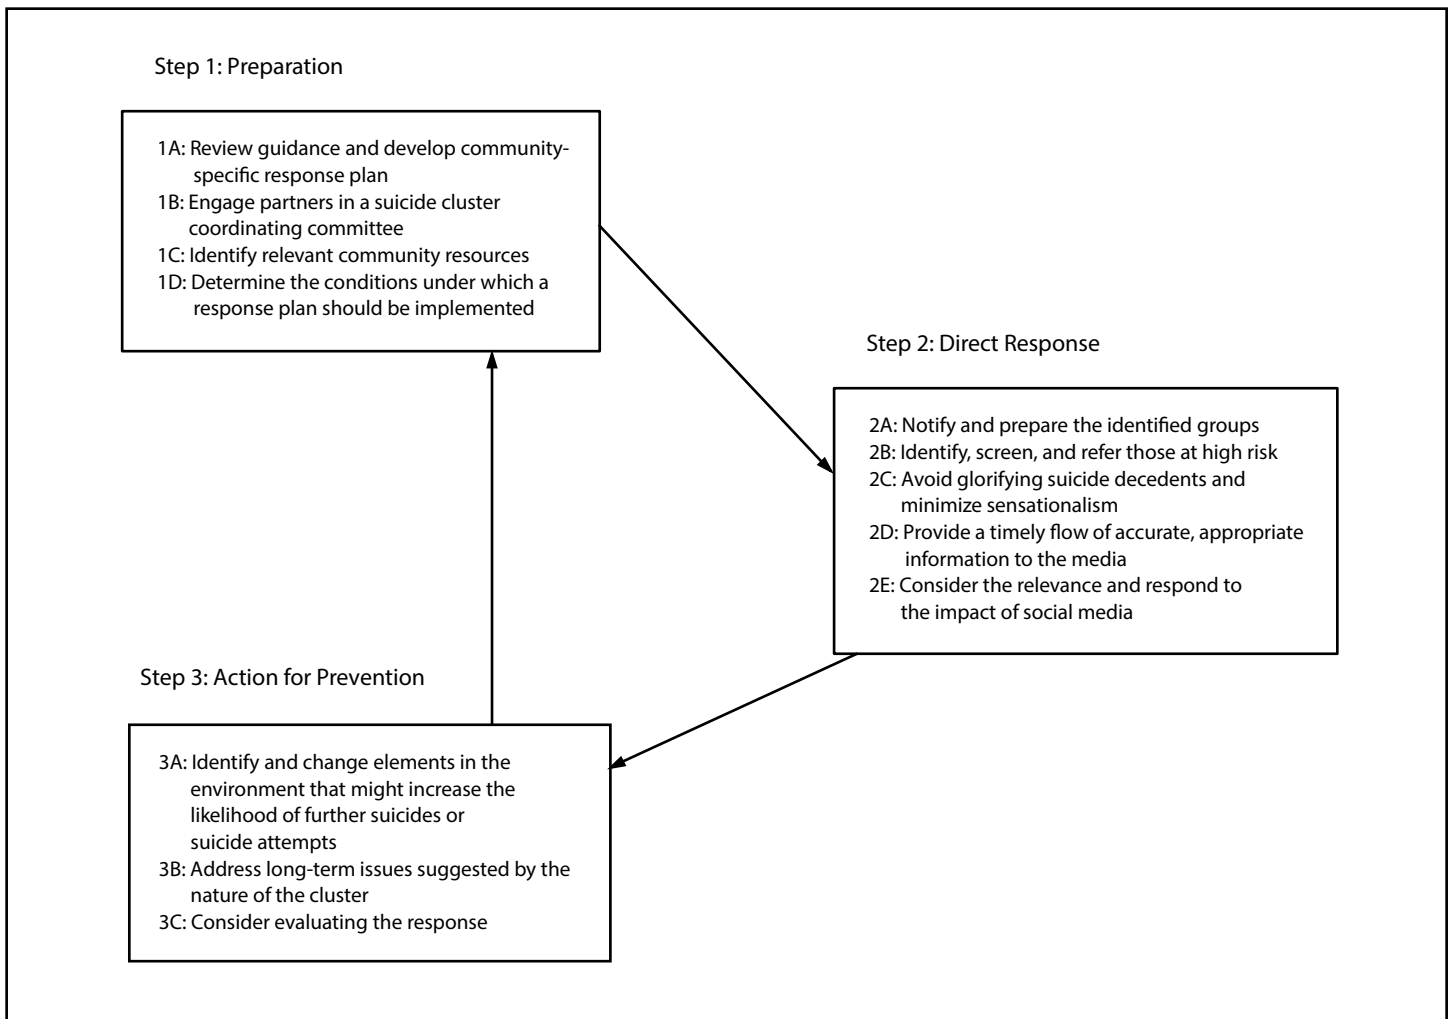 Step 1: Preparation
1A: Review guidance and develop community-
specific response plan
1B: Engage partners in a suicide cluster
coordinating committee
1C: Identify relevant community resources
1D: Determine the conditions under which a
response plan should be implemented
Step 2: Direct Response
2A: Notify and prepare the identified groups
2B: Identify, screen, and refer those at high risk
2C: Avoid glorifying suicide decedents and
minimize sensationalism
2D: Provide a timely flow of accurate, appropriate
information to the media
2E: Consider the relevance and respond to
the impact of social media
Step 3: Action for Prevention
3A: Identify and change elements in the
environment that might increase the
likelihood of further suicides or
suicide attempts
3B: Address long-term issues suggested by the
nature of the cluster
3C: Consider evaluating the response